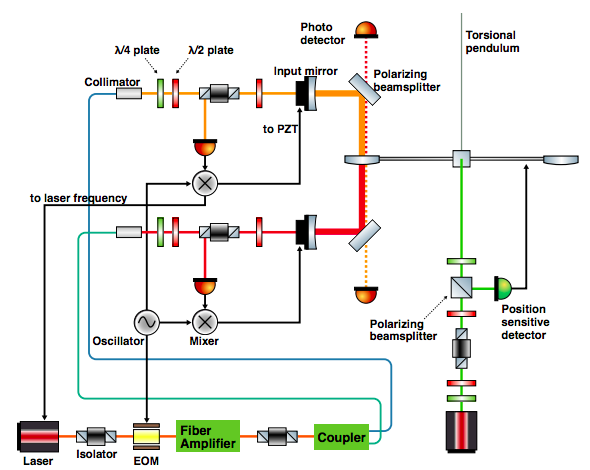 Photo
detector
Torsional
pendulum
λ/4 plate
λ/2 plate
Input mirror
Polarizing
beamsplitter
Collimator
to PZT
to laser frequency
Oscillator
Mixer
Polarizing
beamsplitter
Position
sensitive
detector
Fiber
Amplifier
Coupler
Laser
Isolator
EOM